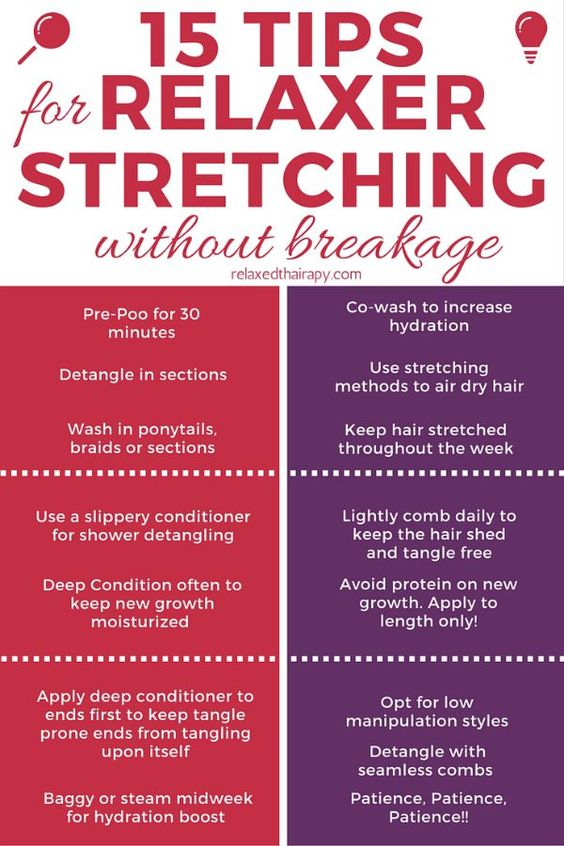 15 TIPS
for RELAXER
STRETCHING
without breakage
relaxedthairapy.com
Pre-Poo for 30
minutes
Detangle in sections
Wash in ponytails,
braids or sections
Use a slippery conditioner
for shower detangling
Deep Condition often to
keep new growth
moisturized
Apply deep conditioner to
ends first to keep tangle
prone ends from tangling
upon itself
Baggy or steam midweek
for hydration boost
Co-wash to increase
hydration
Use stretching
methods to air dry hair
Keep hair stretched
throughout the week
Lightly comb daily to
keep the hair shed
and tangle free
Avoid protein on new
growth. Apply to
length only!
Opt for low
manipulation styles
Detangle with
seamless combs
Patience, Patience,
Patience!!